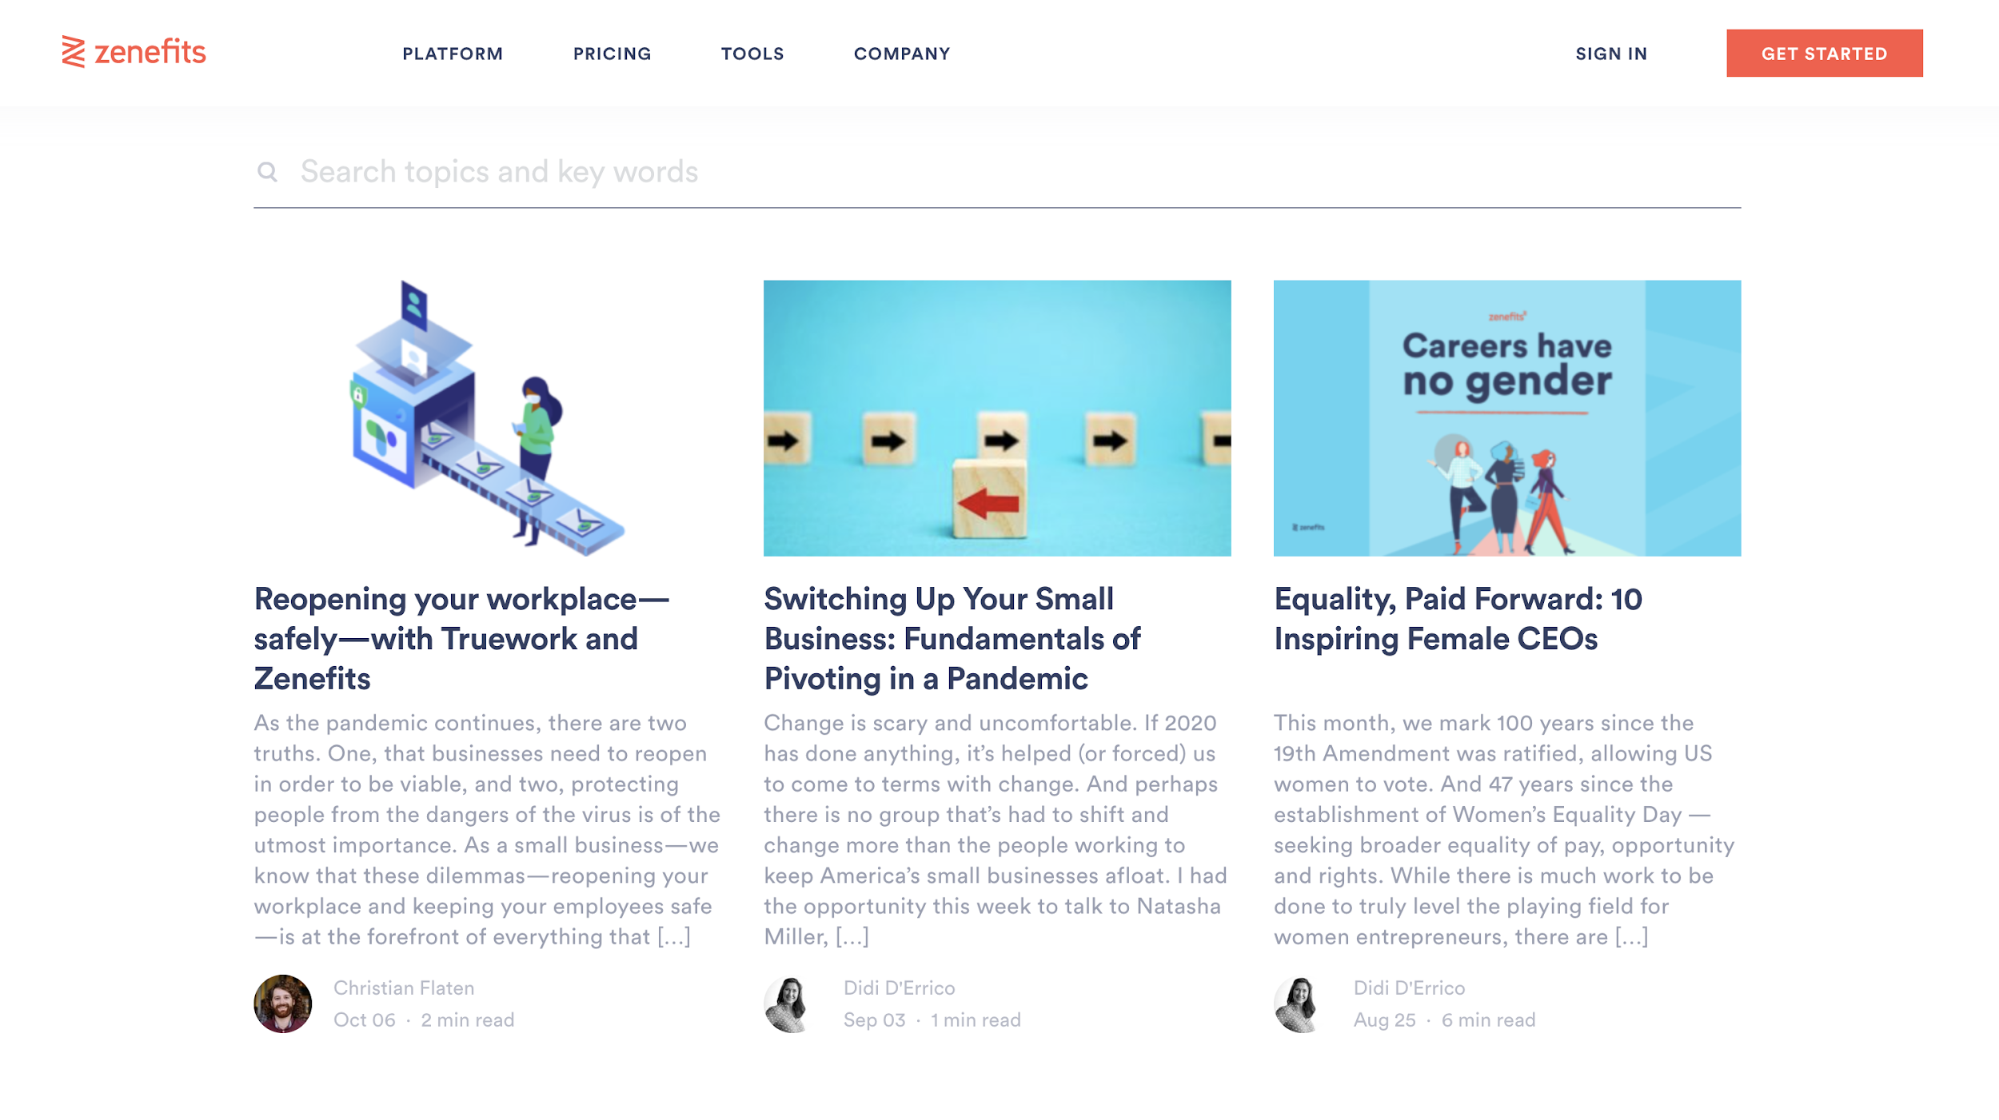 zenefits
PLATFORM
PRICING
TOOLS
COMPANY
SIGN IN
GET STARTED
Search topics and key words
zenefits
Careers have
no gender
zenefits
Reopening your workplace—
safely—with Truework and
Zenefits
As the pandemic continues, there are two
truths. One, that businesses need to reopen
in order to be viable, and two, protecting
people from the dangers of the virus is of the
utmost importance. As a small business—we
know that these dilemmas—reopening your
workplace and keeping your employees safe
—is at the forefront of everything that [...]
Christian Flaten
Oct 06 · 2 min read
Switching Up Your Small
Business: Fundamentals of
Pivoting in a Pandemic
Change is scary and uncomfortable. If 2020
has done anything, it’s helped (or forced) us
to come to terms with change. And perhaps
there is no group that’s had to shift and
change more than the people working to
keep America’s small businesses afloat. I had
the opportunity this week to talk to Natasha
Miller, [...]
Didi D'Errico
Sep 03 · 1 min read
Equality, Paid Forward: 10
Inspiring Female CEOs
This month, we mark 100 years since the
19th Amendment was ratified, allowing US
women to vote. And 47 years since the
establishment of Women’s Equality Day —
seeking broader equality of pay, opportunity
and rights. While there is much work to be
done to truly level the playing field for
women entrepreneurs, there are [...]
Didi D'Errico
Aug 25 · 6 min read